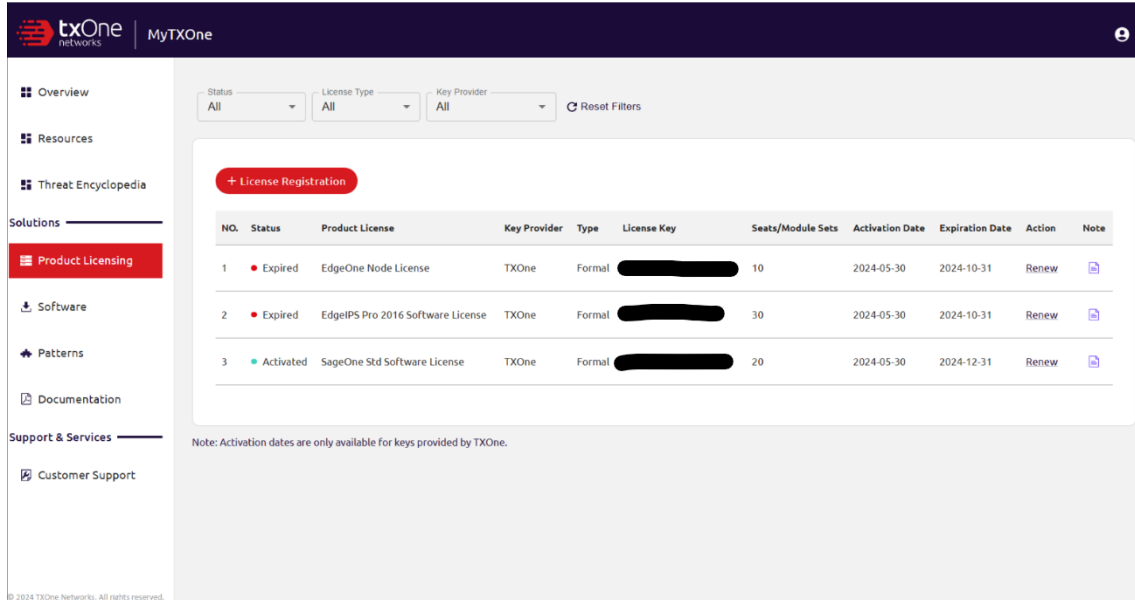 txOne
networks
MyTXOne
Overview
Resources
Threat Encyclopedia
Solutions
Product Licensing
Software
Patterns
Documentation
Support & Services
Customer Support
© 2024 TXOne Networks. All rights reserved.
Status License Type Key Provider
All All All Reset Filters
+ License Registration
NO. Status Product License Key Provider Type License Key Seats/Module Sets Activation Date Expiration Date Action Note
1 Expired EdgeOne Node License TXOne Formal 10 2024-05-30 2024-10-31 Renew
2 Expired EdgeIPS Pro 2016 Software License TXOne Formal 30 2024-05-30 2024-10-31 Renew
3 Activated SageOne Std Software License TXOne Formal 20 2024-05-30 2024-12-31 Renew
Note: Activation dates are only available for keys provided by TXOne.